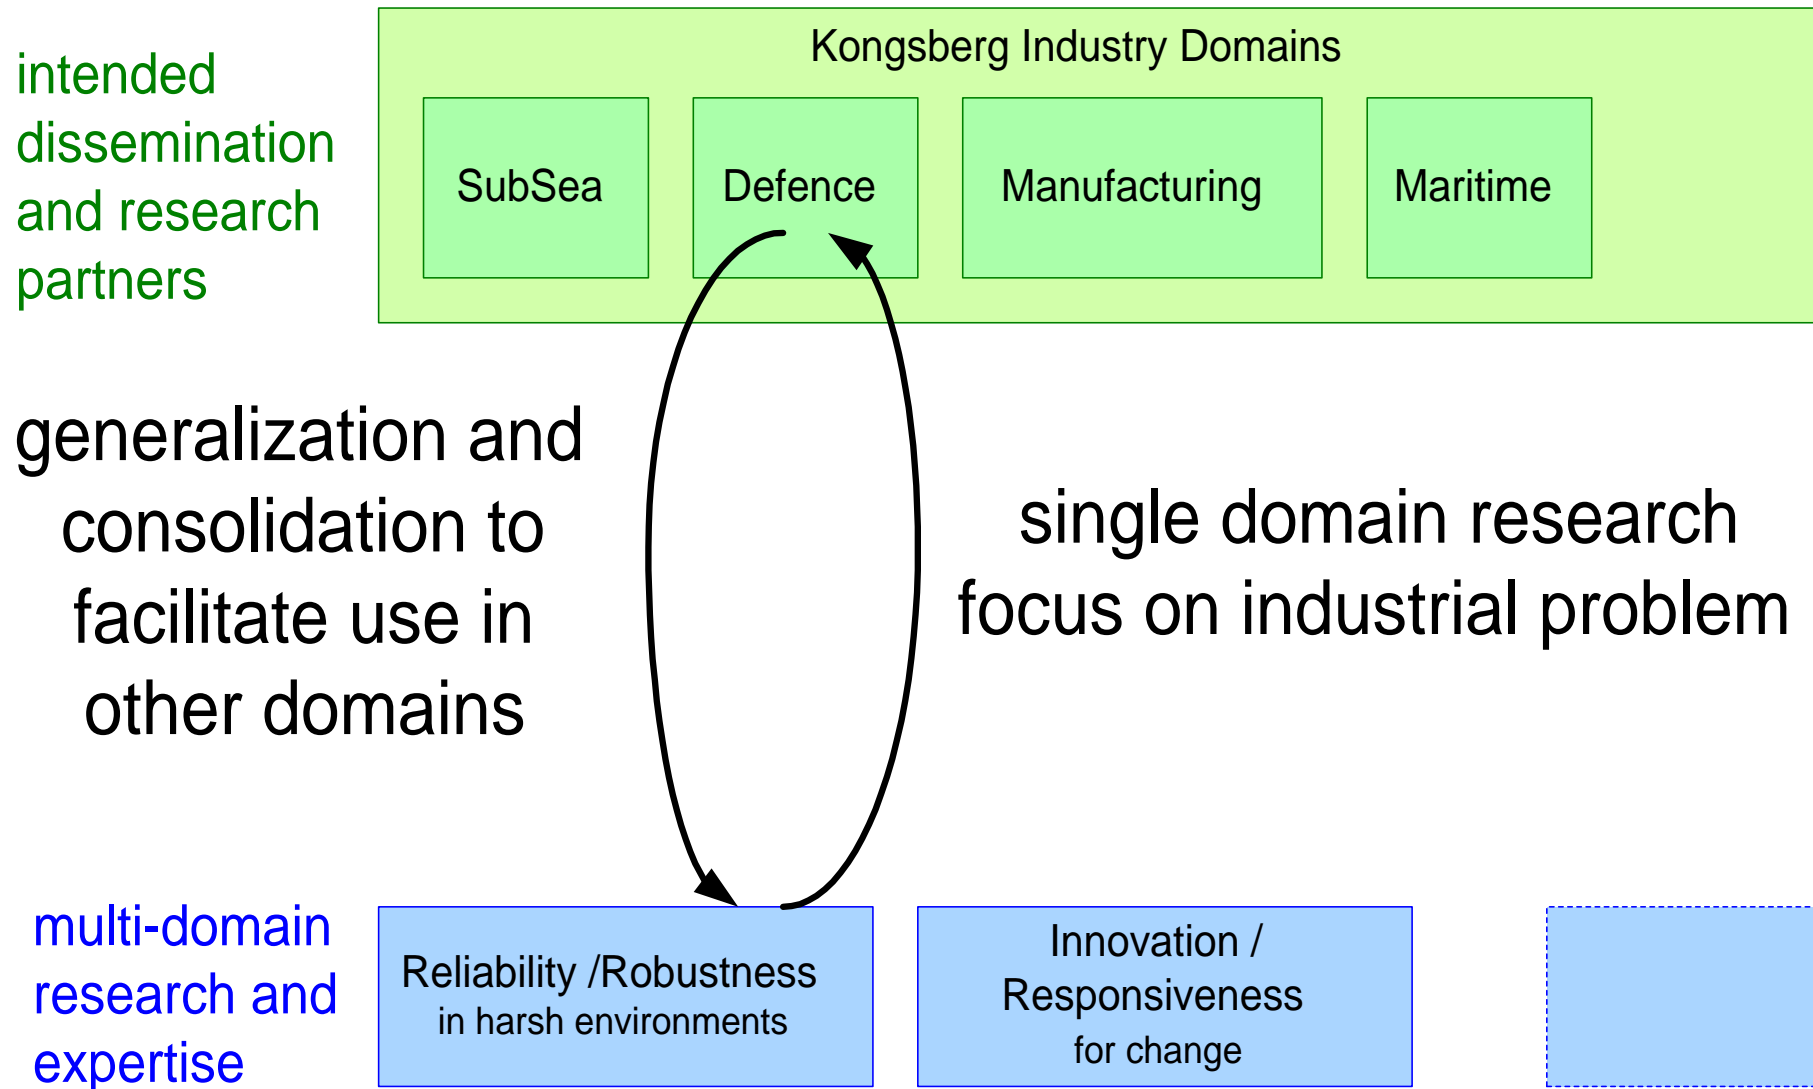 intended
dissemination
and research
partners
Kongsberg Industry Domains
SubSea
Defence
Manufacturing
Maritime
generalization and
consolidation to
facilitate use in
other domains
single domain research
focus on industrial problem
multi-domain
research and
expertise
Reliability /Robustness
in harsh environments
Innovation /
Responsiveness
for change